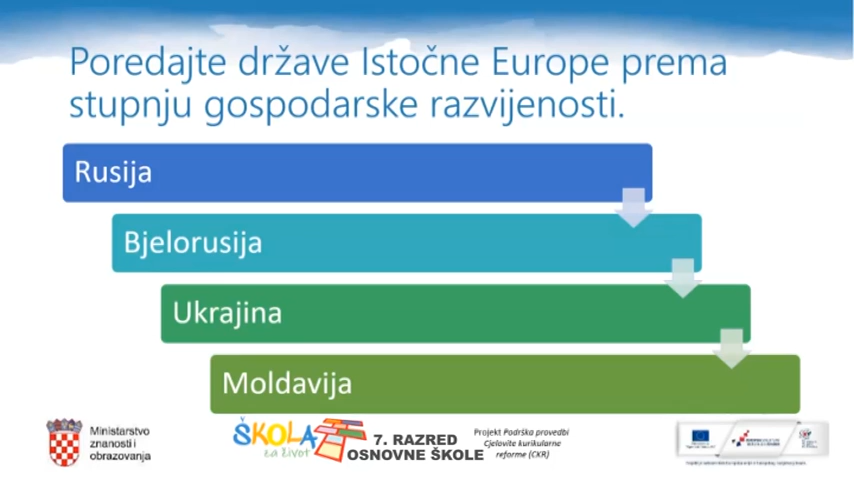 Poredajte države Istočne Europe prema
stupnju gospodarske razvijenosti.
Rusija
Bjelorusija
Ukrajina
Moldavija
Ministarstvo
znanosti i
obrazovanja
ŠKOLA
za život
7. RAZRED
OSNOVNE ŠKOLE
Projekt Podrška provedbi
Cjelovite kurikularne
reforme (CKR)